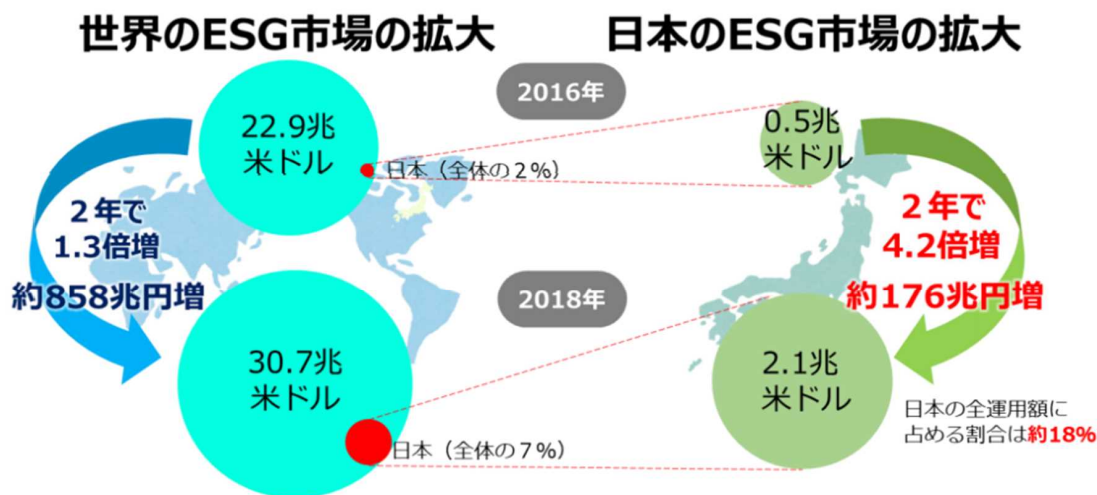 世界のESG市場の拡大
日本のESG市場の拡大
2016年
22.9兆
米ドル
日本（全体の２%）
0.5兆
米ドル
２年で
1.3倍増
約858兆円増
２年で
4.2倍増
約176兆円増
2018年
30.7兆
米ドル
日本（全体の７%）
2.1兆
米ドル
日本の全運用額に
占める割合は約18%